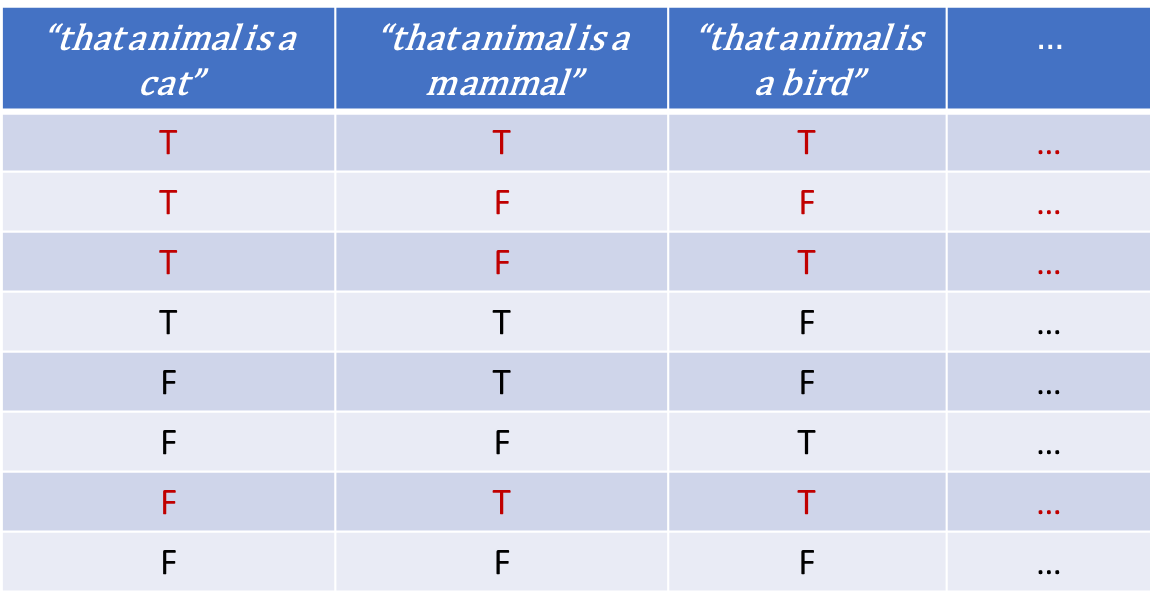 “that animal is a cat” “that animal is a mammal” “that animal is a bird” ...
T T T ...
T F F ...
T F T ...
T T F ...
F T F ...
F F T ...
F T T ...
F F F ...